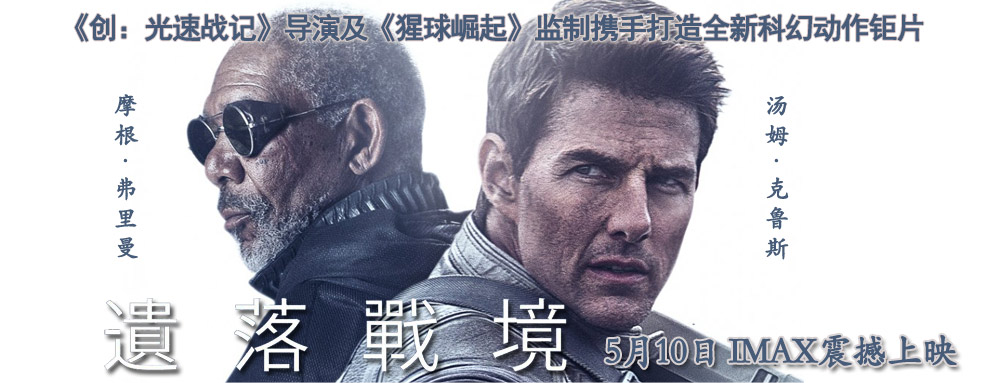 《创：光速战记》导演及《猩球崛起》监制携手打造全新科幻动作钜片
摩根·弗里曼
汤姆·克鲁斯
遺落戰境
5月10日 IMAX震撼上映